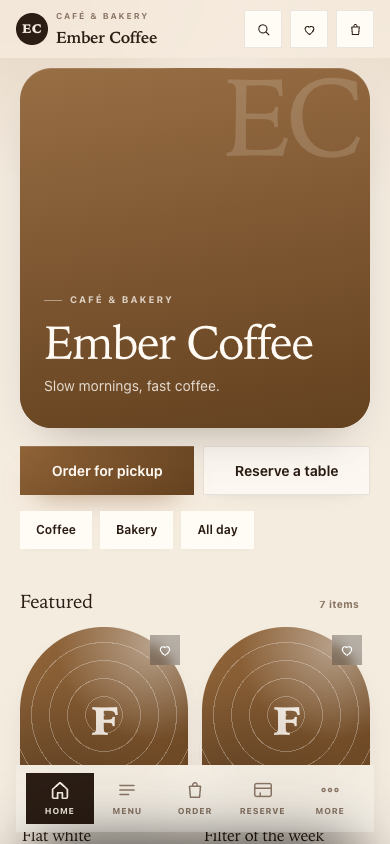 EC
CAFÉ & BAKERY
Ember Coffee
EC
CAFÉ & BAKERY
Ember Coffee
Slow mornings, fast coffee.
Order for pickup
Reserve a table
Coffee
Bakery
All day
Featured
7 items
F
F
HOME
MENU
ORDER
RESERVE
MORE
Flat white
Filter of the week